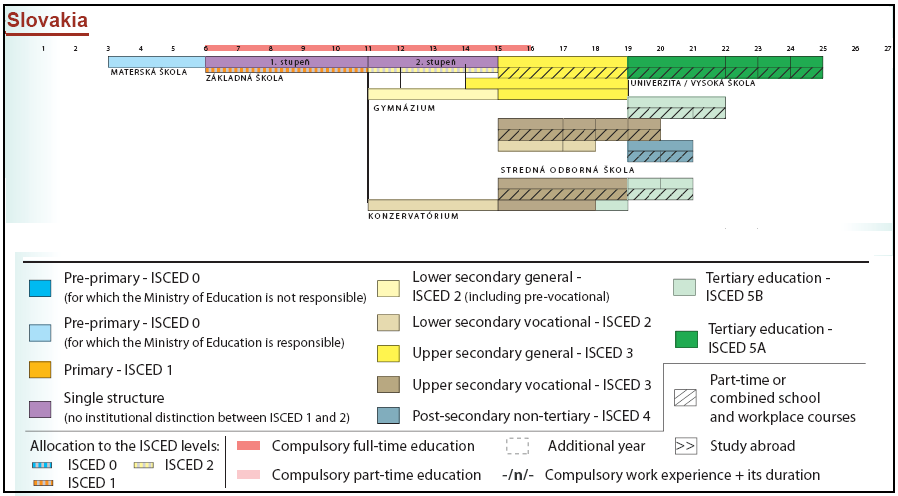 Slovakia
1 2 3 4 5 6 7 8 9 10 11 12 13 14 15 16 17 18 19 20 21 22 23 24 25 26 27
1. stupeň 2. stupeň
MATERSKÁ ŠKOLA
ZÁKLADNÁ ŠKOLA
UNIVERZITA / VYSOKÁ ŠKOLA
GYMNÁZIUM
STREDNÁ ODBORNÁ ŠKOLA
KONZERVATÓRIUM
Pre-primary - ISCED 0
(for which the Ministry of Education is not responsible)
Pre-primary - ISCED 0
(for which the Ministry of Education is responsible)
Primary - ISCED 1
Single structure
(no institutional distinction between ISCED 1 and 2)
Lower secondary general -
ISCED 2 (including pre-vocational)
Lower secondary vocational - ISCED 2
Upper secondary general - ISCED 3
Upper secondary vocational - ISCED 3
Post-secondary non-tertiary - ISCED 4
Tertiary education -
ISCED 5B
Tertiary education -
ISCED 5A
Part-time or
combined school
and workplace courses
Allocation to the ISCED levels:
ISCED 0 ISCED 2
ISCED 1
Compulsory full-time education
Compulsory part-time education
Additional year
-/n/- Compulsory work experience + its duration
>> Study abroad